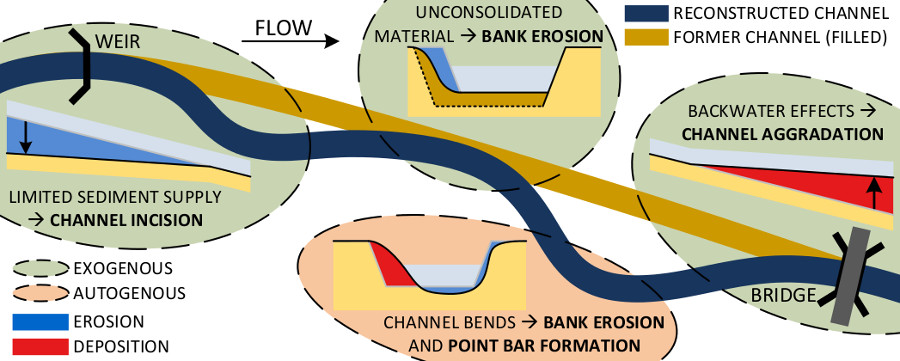 WEIR
FLOW
UNCONSOLIDATED
MATERIAL → BANK EROSION
RECONSTRUCTED CHANNEL
FORMER CHANNEL (FILLED)
BACKWATER EFFECTS →
CHANNEL AGGRADATION
LIMITED SEDIMENT SUPPLY
→ CHANNEL INCISION
EXOGENOUS
AUTOGENOUS
EROSION
DEPOSITION
CHANNEL BENDS → BANK EROSION
AND POINT BAR FORMATION
BRIDGE